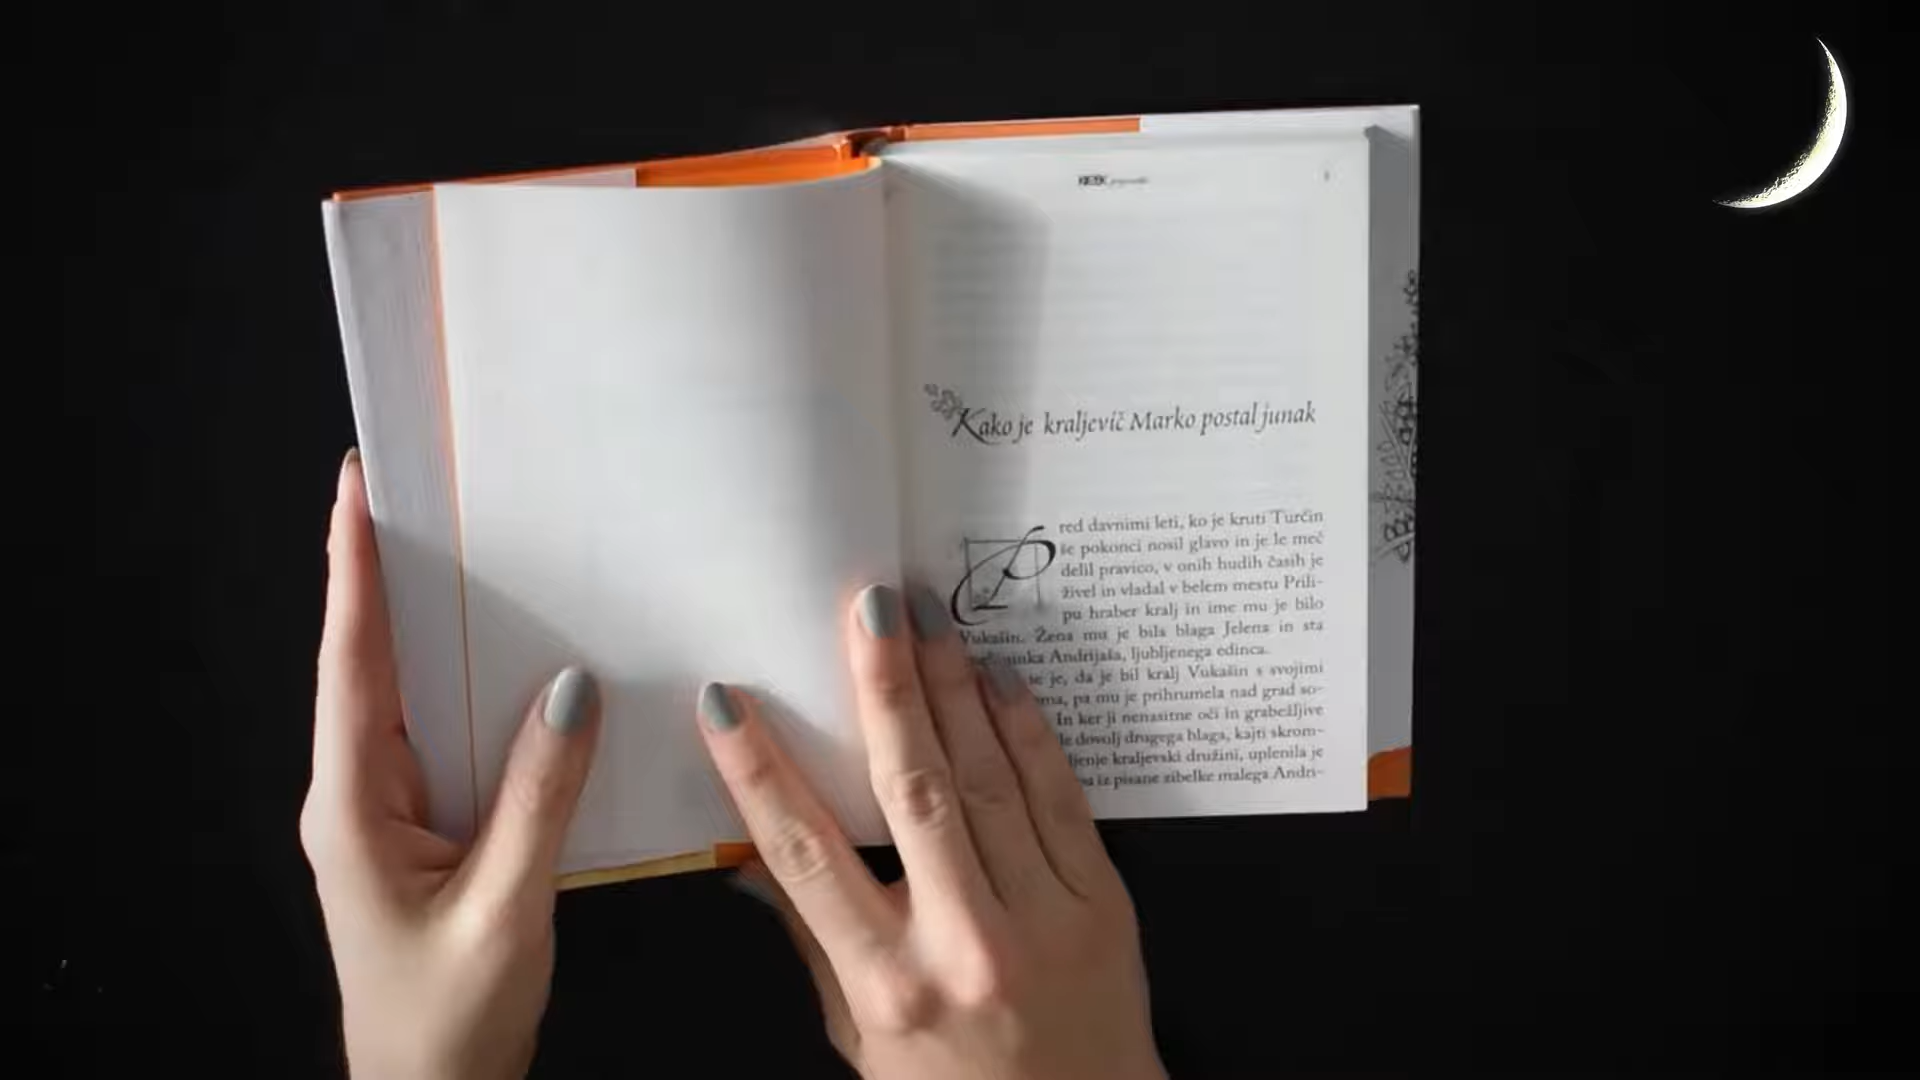 Kako je kraljevič Marko postal junak
Pred davnimi leti, ko je kruti Turčin
še pokonci nosil glavo in je le meč
delil pravico, v onih hudih časih je
živel in vladal v belem mestu Prili-
pu hraber kralj in ime mu je bilo
Vukašin. Žena mu je bila blaga Jelena in sta
Andrijaša, ljubljenega edinca.
se je, da je bil kralj Vukašin s svojimi
pa mu je prihrumela nad grad so-
In ker ji nenasitne oči in grabežljive
dovolj drugega blaga, kajti skrom-
kraljevski družini, uplenila je
iz pisane zibelke malega Andri-